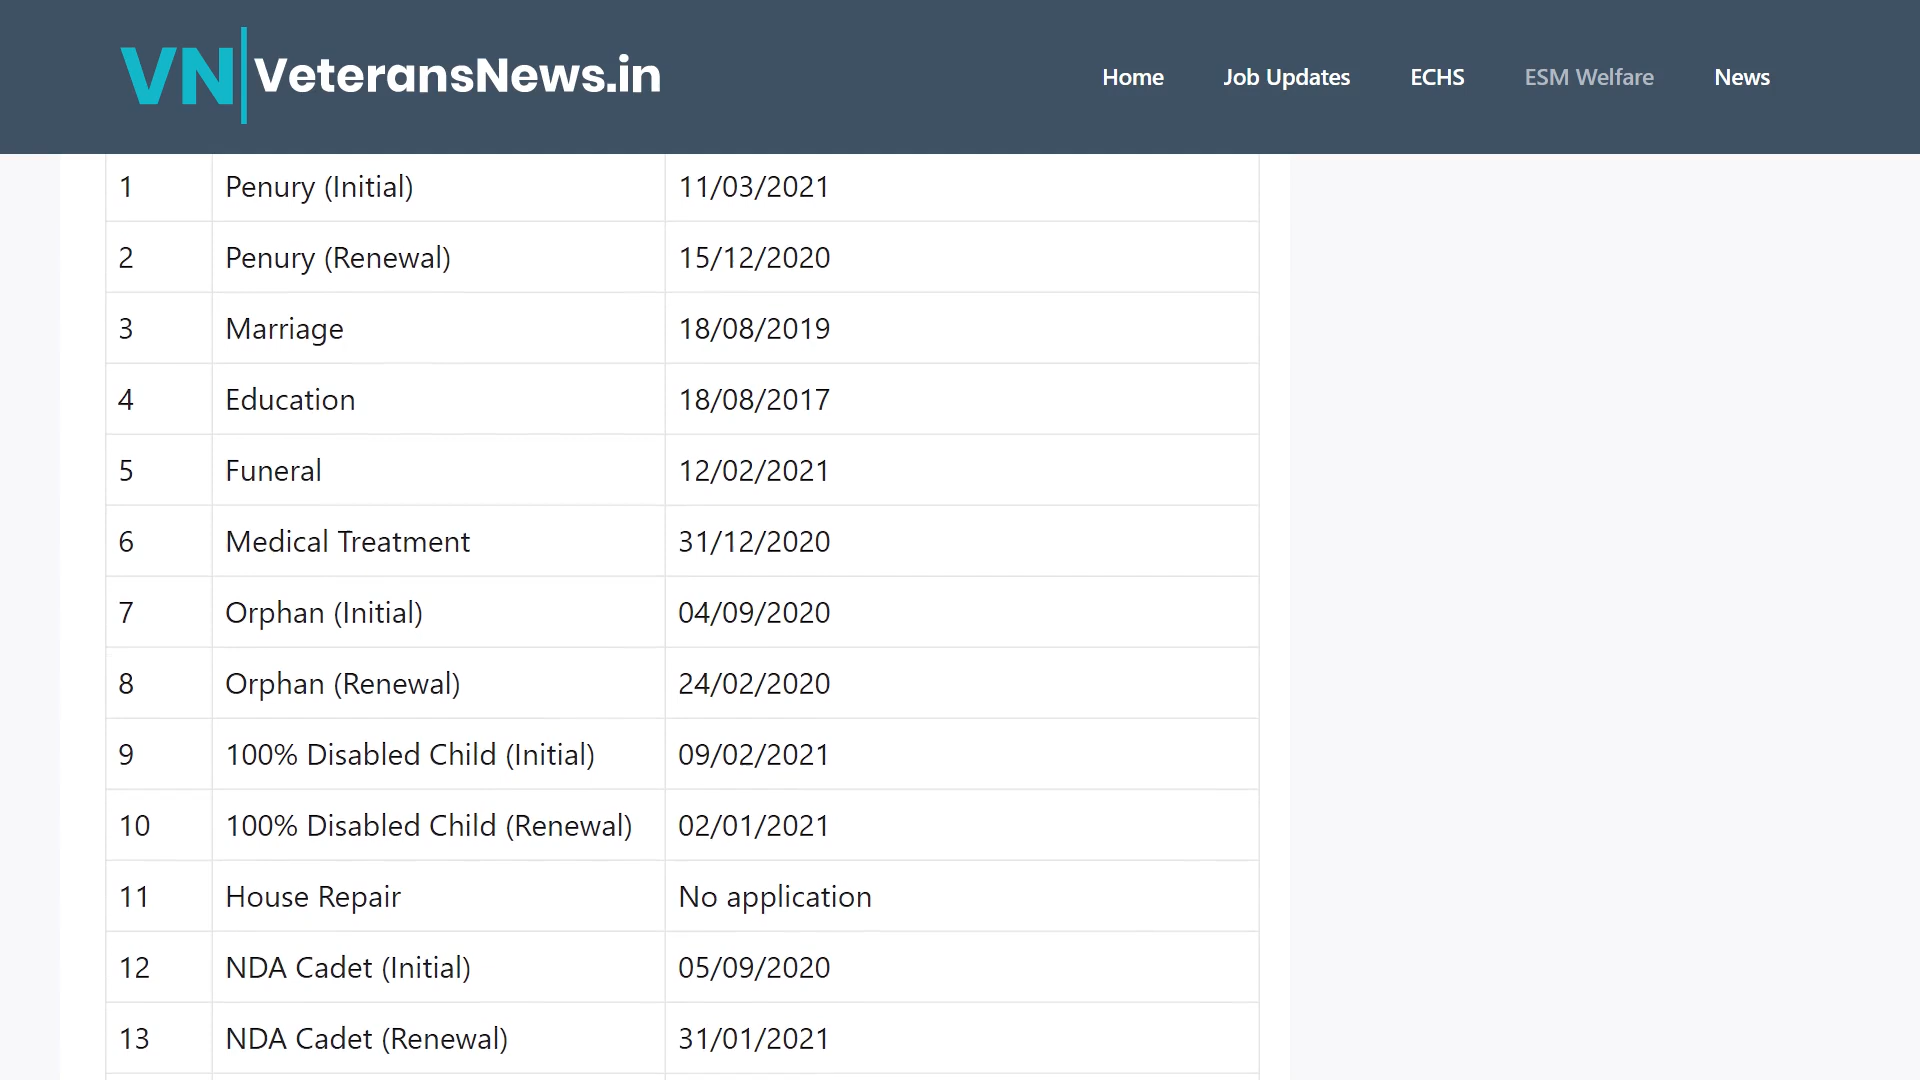 VN VeteransNews.in
Home Job Updates ECHS ESM Welfare News
1 Penury (Initial) 11/03/2021
2 Penury (Renewal) 15/12/2020
3 Marriage 18/08/2019
4 Education 18/08/2017
5 Funeral 12/02/2021
6 Medical Treatment 31/12/2020
7 Orphan (Initial) 04/09/2020
8 Orphan (Renewal) 24/02/2020
9 100% Disabled Child (Initial) 09/02/2021
10 100% Disabled Child (Renewal) 02/01/2021
11 House Repair No application
12 NDA Cadet (Initial) 05/09/2020
13 NDA Cadet (Renewal) 31/01/2021